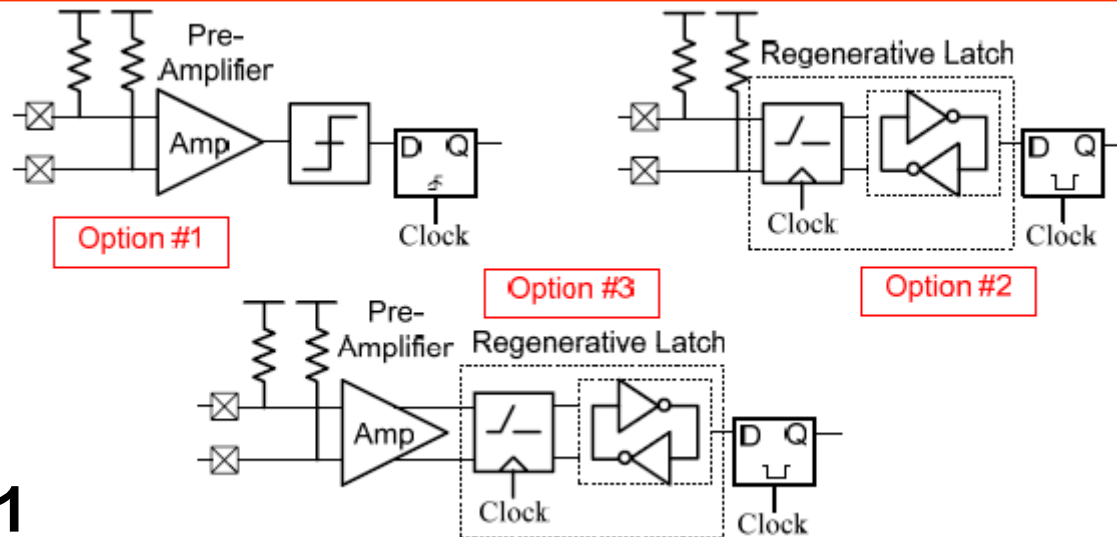 Pre-
Amplifier
Amp
D Q
Clock
Option #1
Regenerative Latch
Clock
D Q
Clock
Option #2
Option #3
Pre-
Amplifier
Regenerative Latch
Amp
Clock
D Q
Clock
1